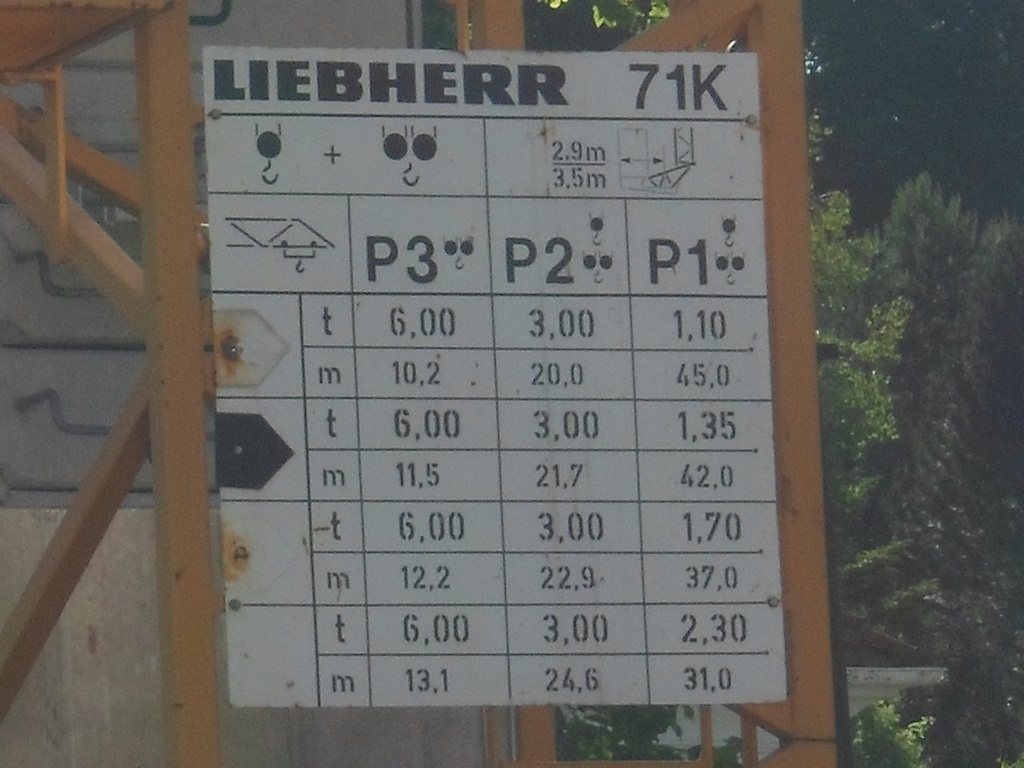 LIEBHERR 71K
+ 2,9m
3,5m
P3 P2 P1
t 6,00 3,00 1,10
m 10,2 20,0 45,0
t 6,00 3,00 1,35
m 11,5 21,7 42,0
t 6,00 3,00 1,70
m 12,2 22,9 37,0
t 6,00 3,00 2,30
m 13,1 24,6 31,0